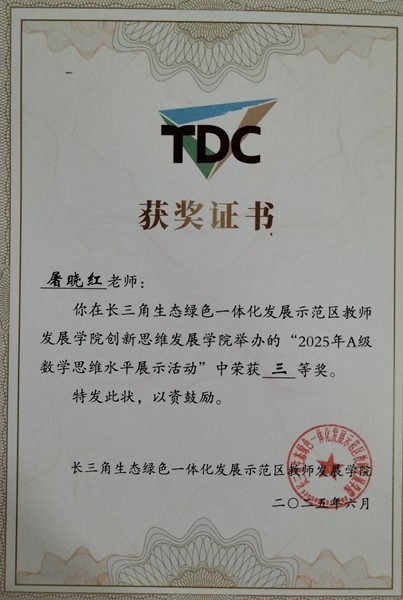 TDC
获奖证书
屠晓红老师：
你在长三角生态绿色一体化发展示范区教师
发展学院创新思维发展学院举办的“2025年A级
数学思维水平展示活动”中荣获 三 等奖。
特发此状，以资鼓励。
长三角生态绿色一体化发展示范区教师发展学院
二〇二五年六月